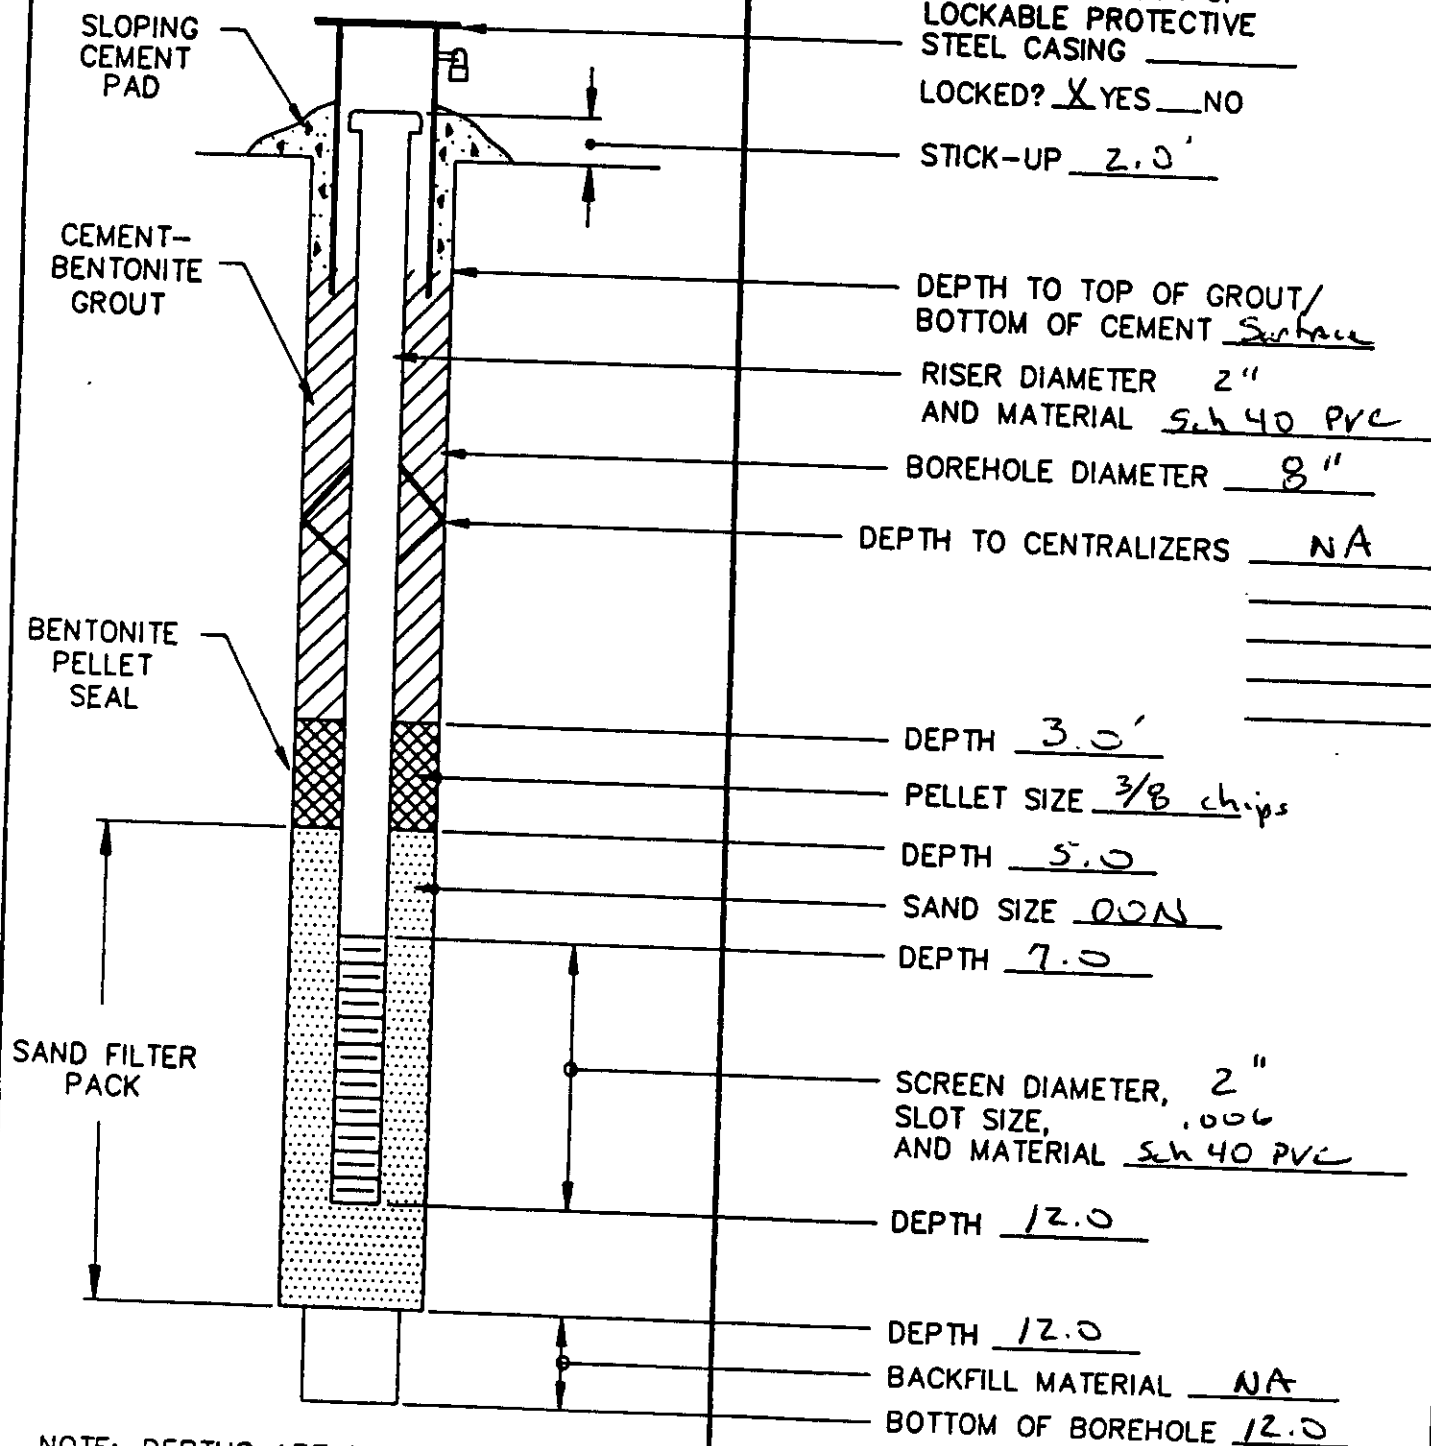 SLOPING
CEMENT
PAD
CEMENT-
BENTONITE
GROUT
BENTONITE
PELLET
SEAL
SAND FILTER
PACK
LOCKABLE PROTECTIVE
STEEL CASING
LOCKED? X YES NO
STICK-UP 2.0'
DEPTH TO TOP OF GROUT/
BOTTOM OF CEMENT Surface
RISER DIAMETER 2"
AND MATERIAL Sch 40 PVC
BOREHOLE DIAMETER 8"
DEPTH TO CENTRALIZERS NA
DEPTH 3.0'
PELLET SIZE 3/8 chips
DEPTH 5.0
SAND SIZE 00N
DEPTH 7.0
SCREEN DIAMETER, 2"
SLOT SIZE, .006
AND MATERIAL Sch 40 PVC
DEPTH 12.0
DEPTH 12.0
BACKFILL MATERIAL NA
BOTTOM OF BOREHOLE 12.0
NOTE: DEPTHS ARE